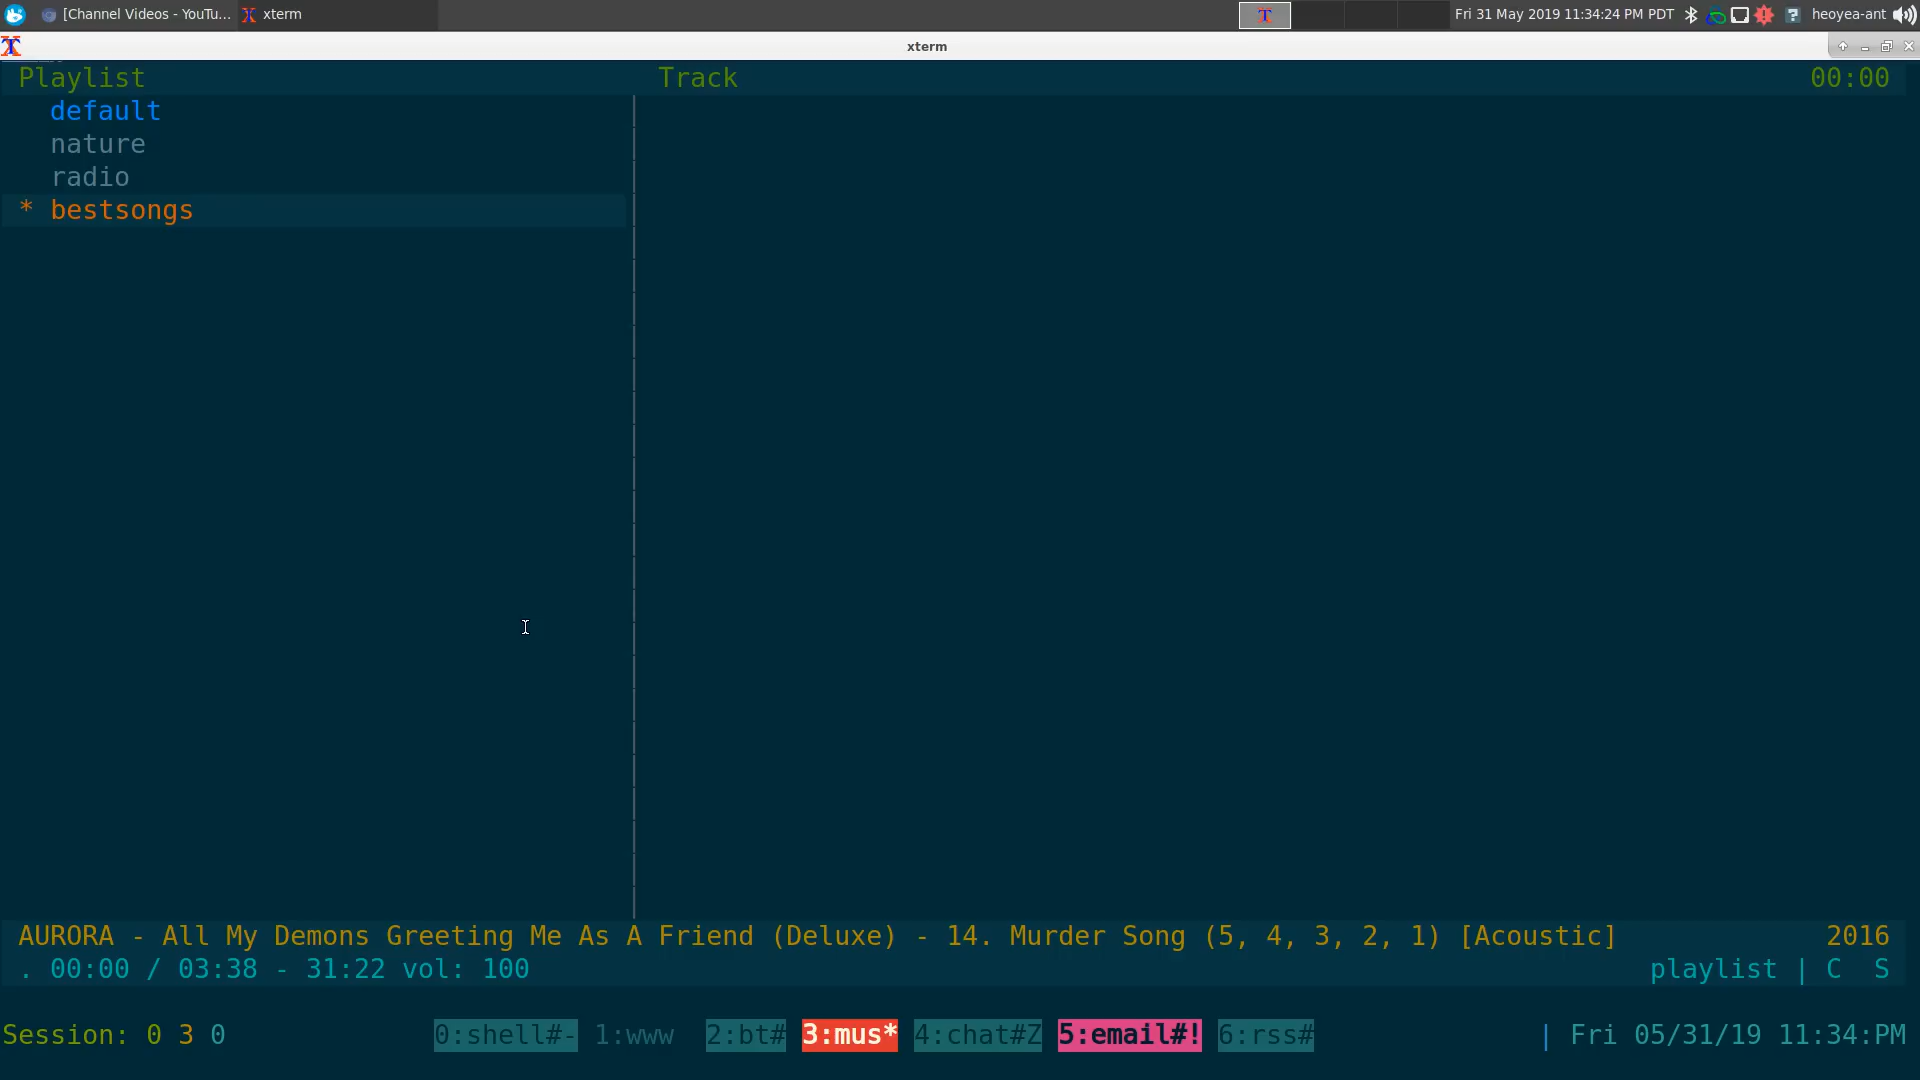 [Channel Videos - YouTu... xterm Fri 31 May 2019 11:34:24 PM PDT heoyea-ant
xterm
Playlist Track 00:00
default
nature
radio
* bestsongs
AURORA - All My Demons Greeting Me As A Friend (Deluxe) - 14. Murder Song (5, 4, 3, 2, 1) [Acoustic] 2016
. 00:00 / 03:38 - 31:22 vol: 100 playlist | C S
Session: 0 3 0 0:shell#- 1:www 2:bt# 3:mus* 4:chat#Z 5:email#! 6:rss# | Fri 05/31/19 11:34:PM